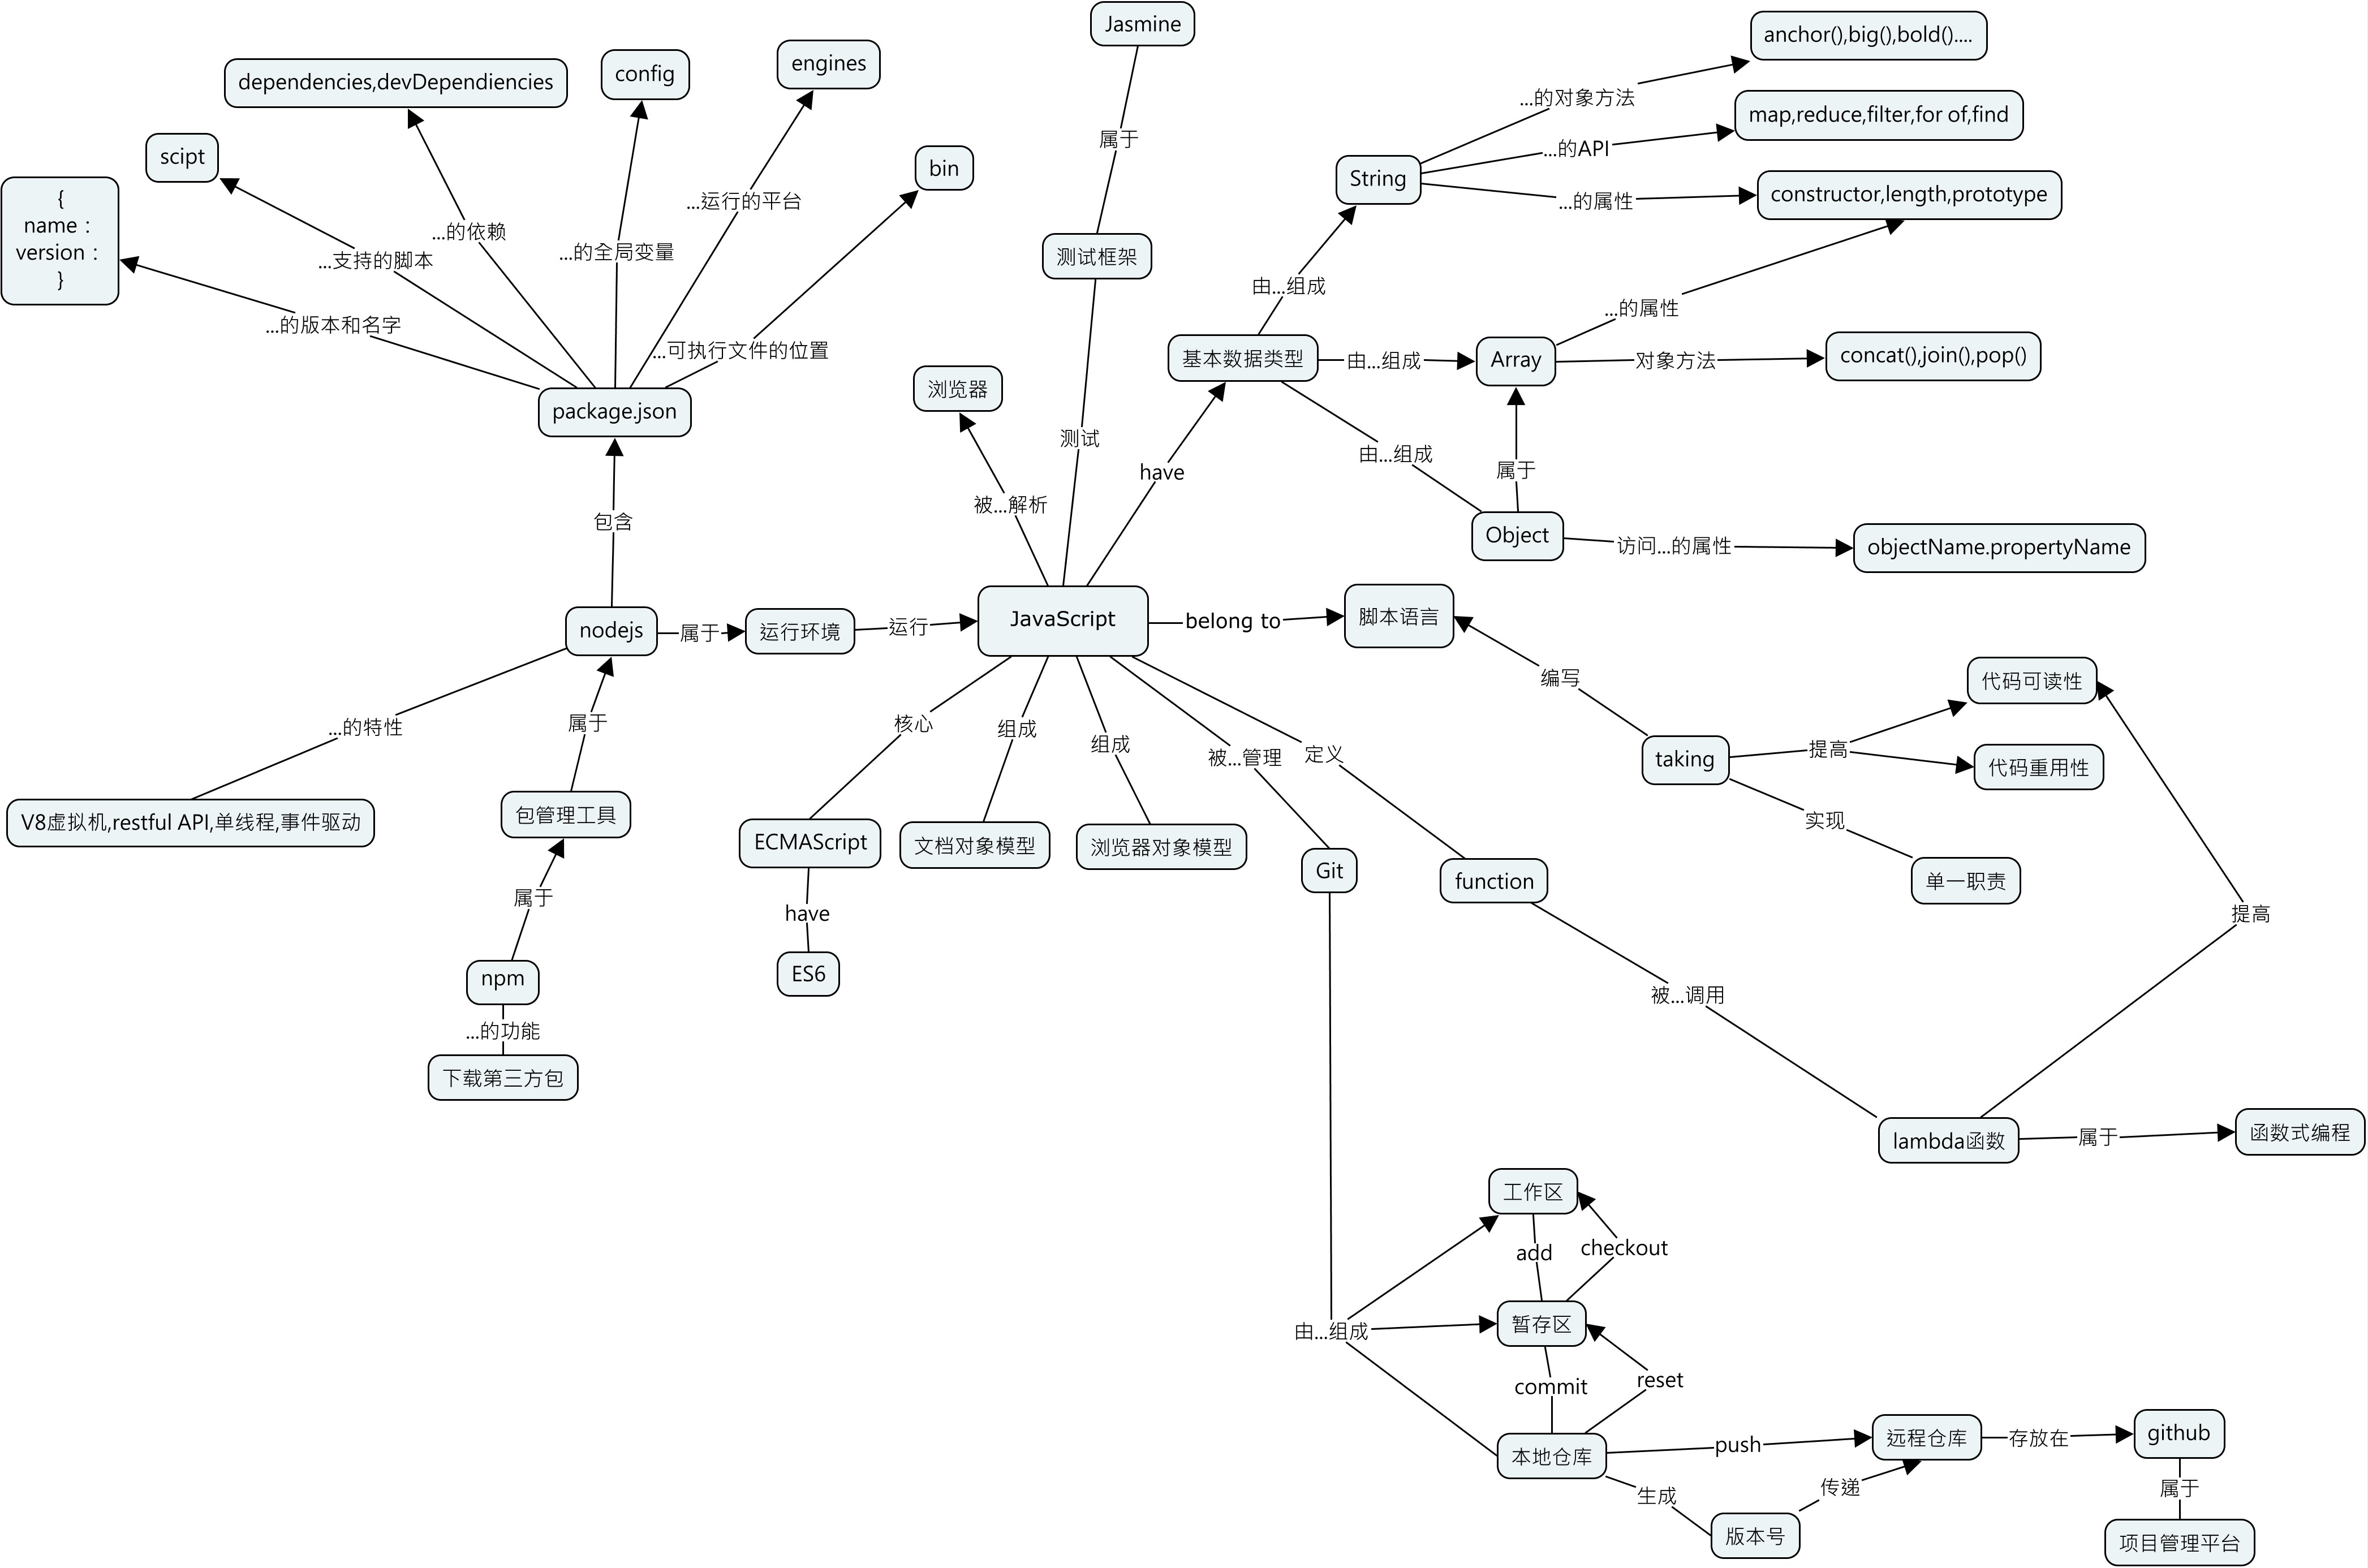 Jasmine
anchor(),big(),bold()....
engines
config
dependencies,devDependiencies
...的对象方法
map,reduce,filter,for of,find
属于
...的API
scipt
bin
String
constructor,length,prototype
{
name :
version :
}
...运行的平台
...的属性
...的依赖
...的全局变量
测试框架
...支持的脚本
由...组成
...的属性
...的版本和名字
...可执行文件的位置
基本数据类型
由...组成
Array
对象方法
concat(),join(),pop()
浏览器
package.json
测试
由...组成
have
属于
被...解析
包含
Object
访问...的属性
objectName.propertyName
nodejs
属于
运行环境
运行
JavaScript
belong to
脚本语言
编写
代码可读性
...的特性
属于
核心
组成
组成
被...管理
定义
taking
提高
代码重用性
V8虚拟机,restful API,单线程,事件驱动
包管理工具
实现
ECMAScript
文档对象模型
浏览器对象模型
Git
function
单一职责
属于
have
提高
npm
ES6
被...调用
...的功能
下载第三方包
lambda函数
属于
函数式编程
工作区
add
checkout
由...组成
暂存区
commit
reset
本地仓库
push
远程仓库
存放在
github
生成
传递
属于
版本号
项目管理平台